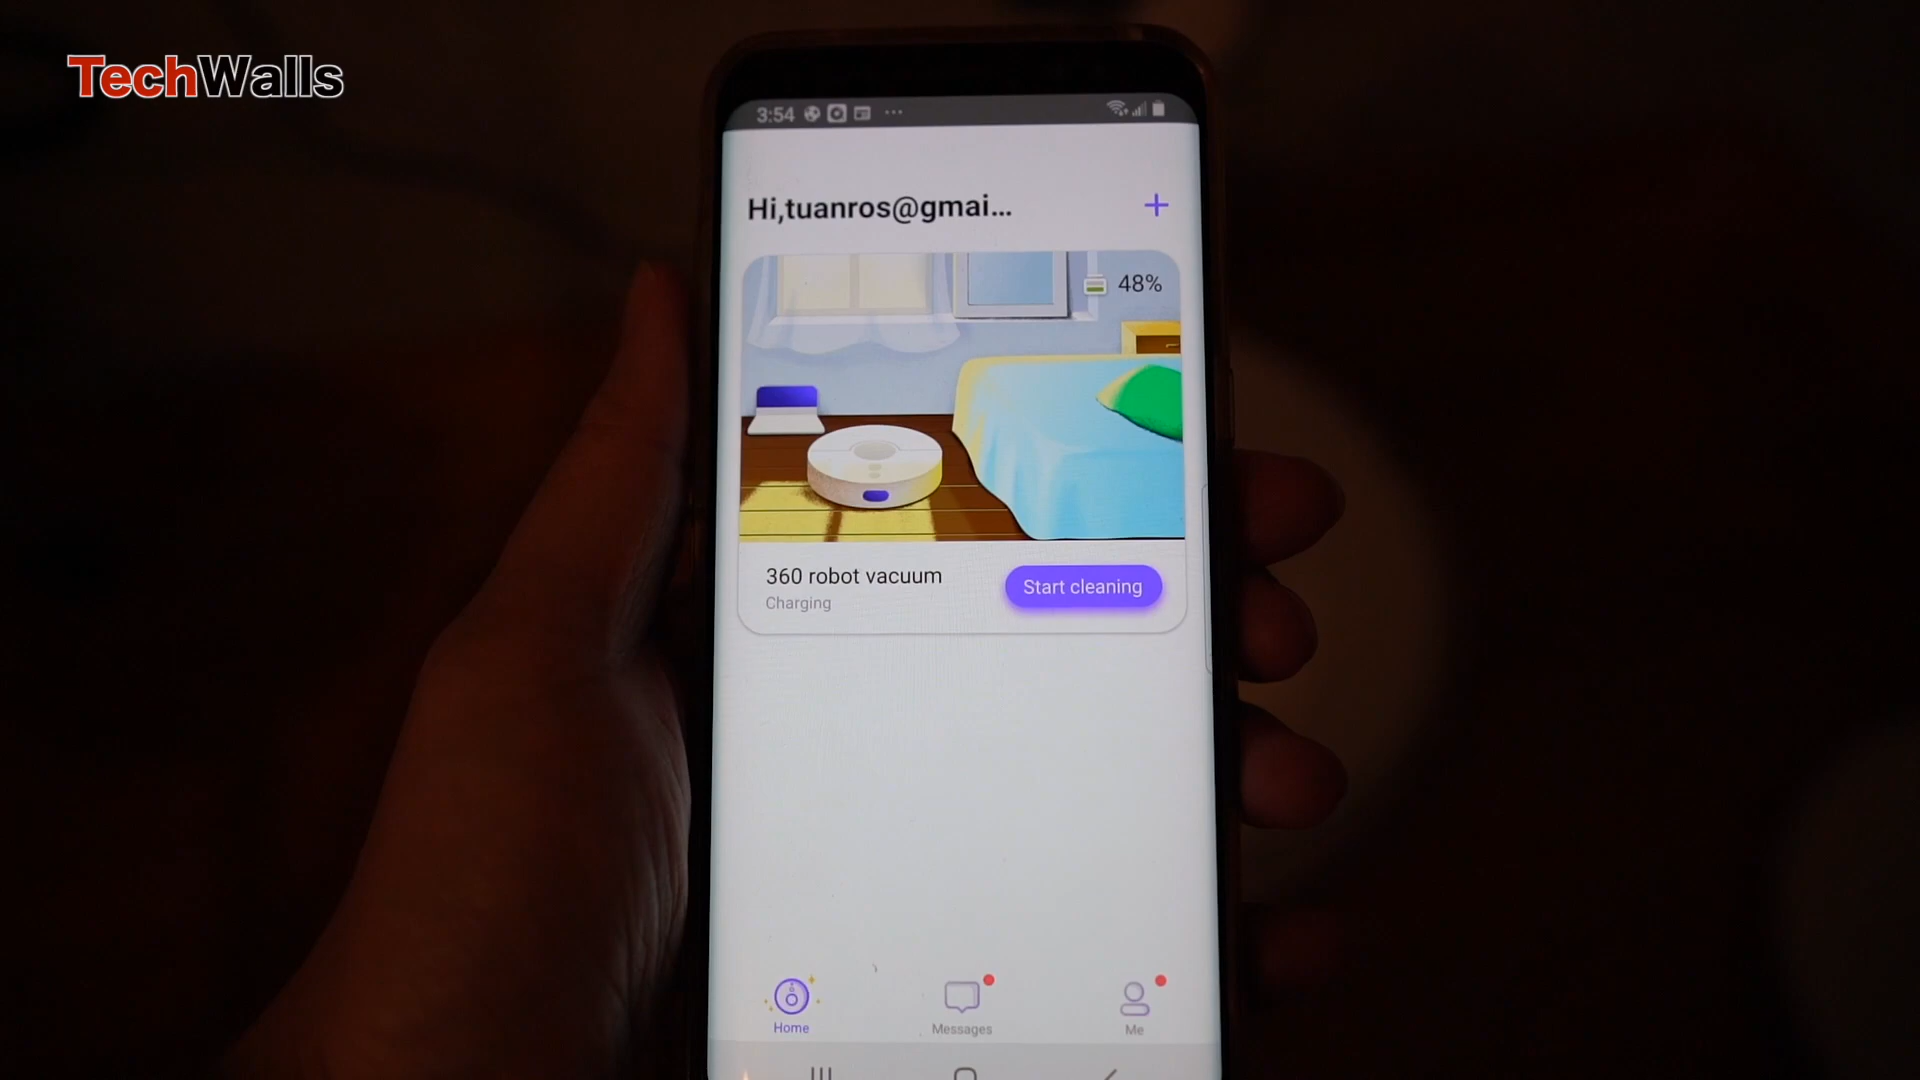 TechWalls
3:54
Hi,tuanros@gmai...
48%
360 robot vacuum
Charging
Start cleaning
Home
Messages
Me